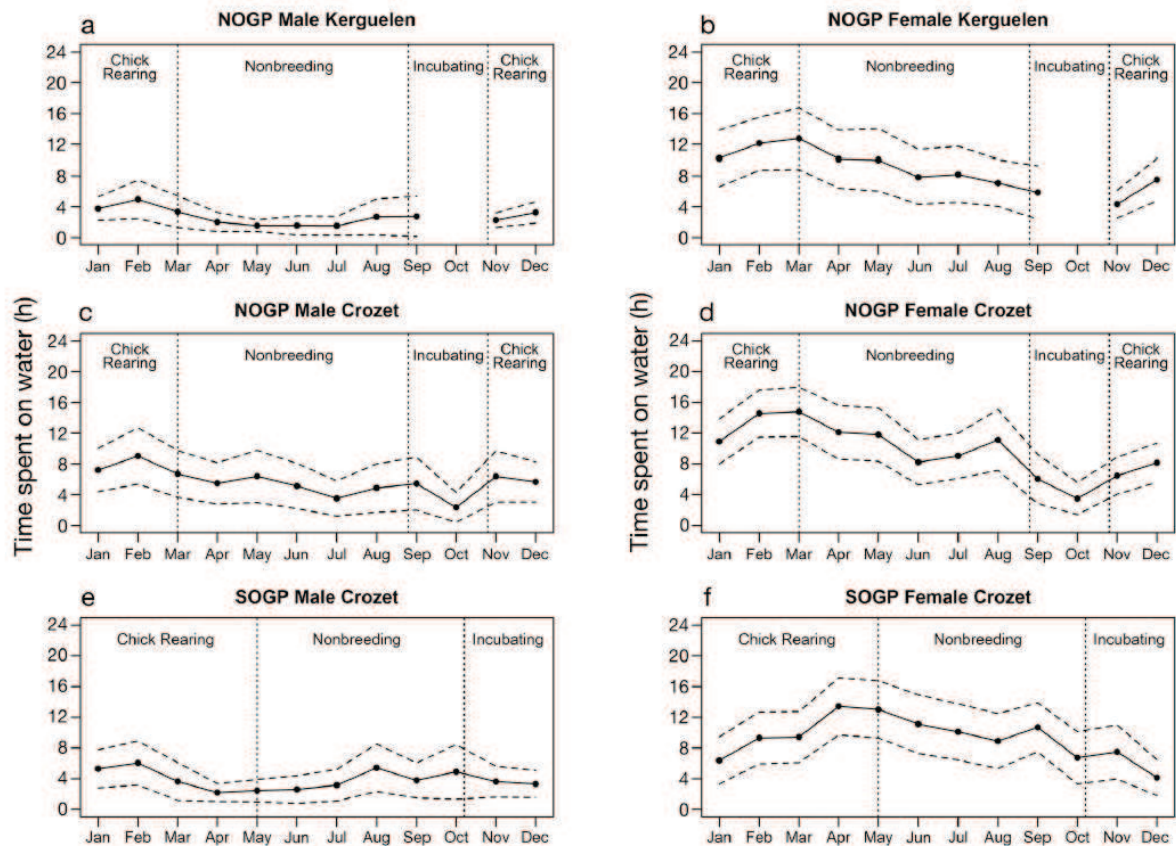 a
NOGP Male Kerguelen
24
20
16
12
8
4
0
Chick
Rearing
Nonbreeding
Incubating
Chick
Rearing
Jan Feb Mar Apr May Jun Jul Aug Sep Oct Nov Dec
b
NOGP Female Kerguelen
24
20
16
12
8
4
0
Chick
Rearing
Nonbreeding
Incubating
Chick
Rearing
Jan Feb Mar Apr May Jun Jul Aug Sep Oct Nov Dec
Time spent on water (h)
c
NOGP Male Crozet
24
20
16
12
8
4
0
Chick
Rearing
Nonbreeding
Incubating
Chick
Rearing
Jan Feb Mar Apr May Jun Jul Aug Sep Oct Nov Dec
Time spent on water (h)
d
NOGP Female Crozet
24
20
16
12
8
4
0
Chick
Rearing
Nonbreeding
Incubating
Chick
Rearing
Jan Feb Mar Apr May Jun Jul Aug Sep Oct Nov Dec
e
SOGP Male Crozet
24
20
16
12
8
4
0
Chick Rearing
Nonbreeding
Incubating
Jan Feb Mar Apr May Jun Jul Aug Sep Oct Nov Dec
f
SOGP Female Crozet
24
20
16
12
8
4
0
Chick Rearing
Nonbreeding
Incubating
Jan Feb Mar Apr May Jun Jul Aug Sep Oct Nov Dec